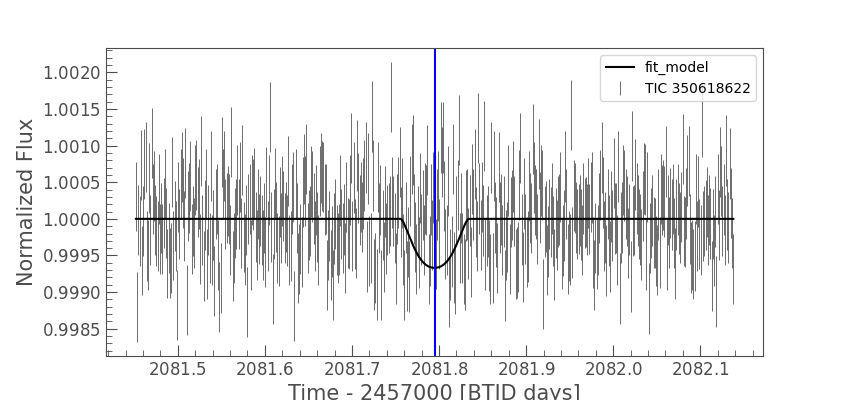 fit_model
TIC 350618622
1.0020
1.0015
1.0010
1.0005
1.0000
0.9995
0.9990
0.9985
Normalized Flux
2081.5 2081.6 2081.7 2081.8 2081.9 2082.0 2082.1
Time - 2457000 [BTJD days]